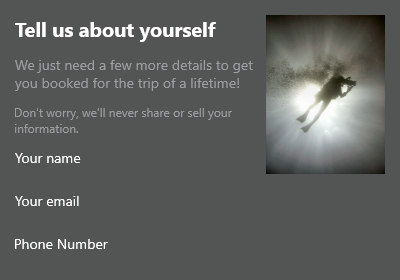 Tell us about yourself
We just need a few more details to get
you booked for the trip of a lifetime!
Don't worry, we'll never share or sell your
information.
Your name
Your email
Phone Number